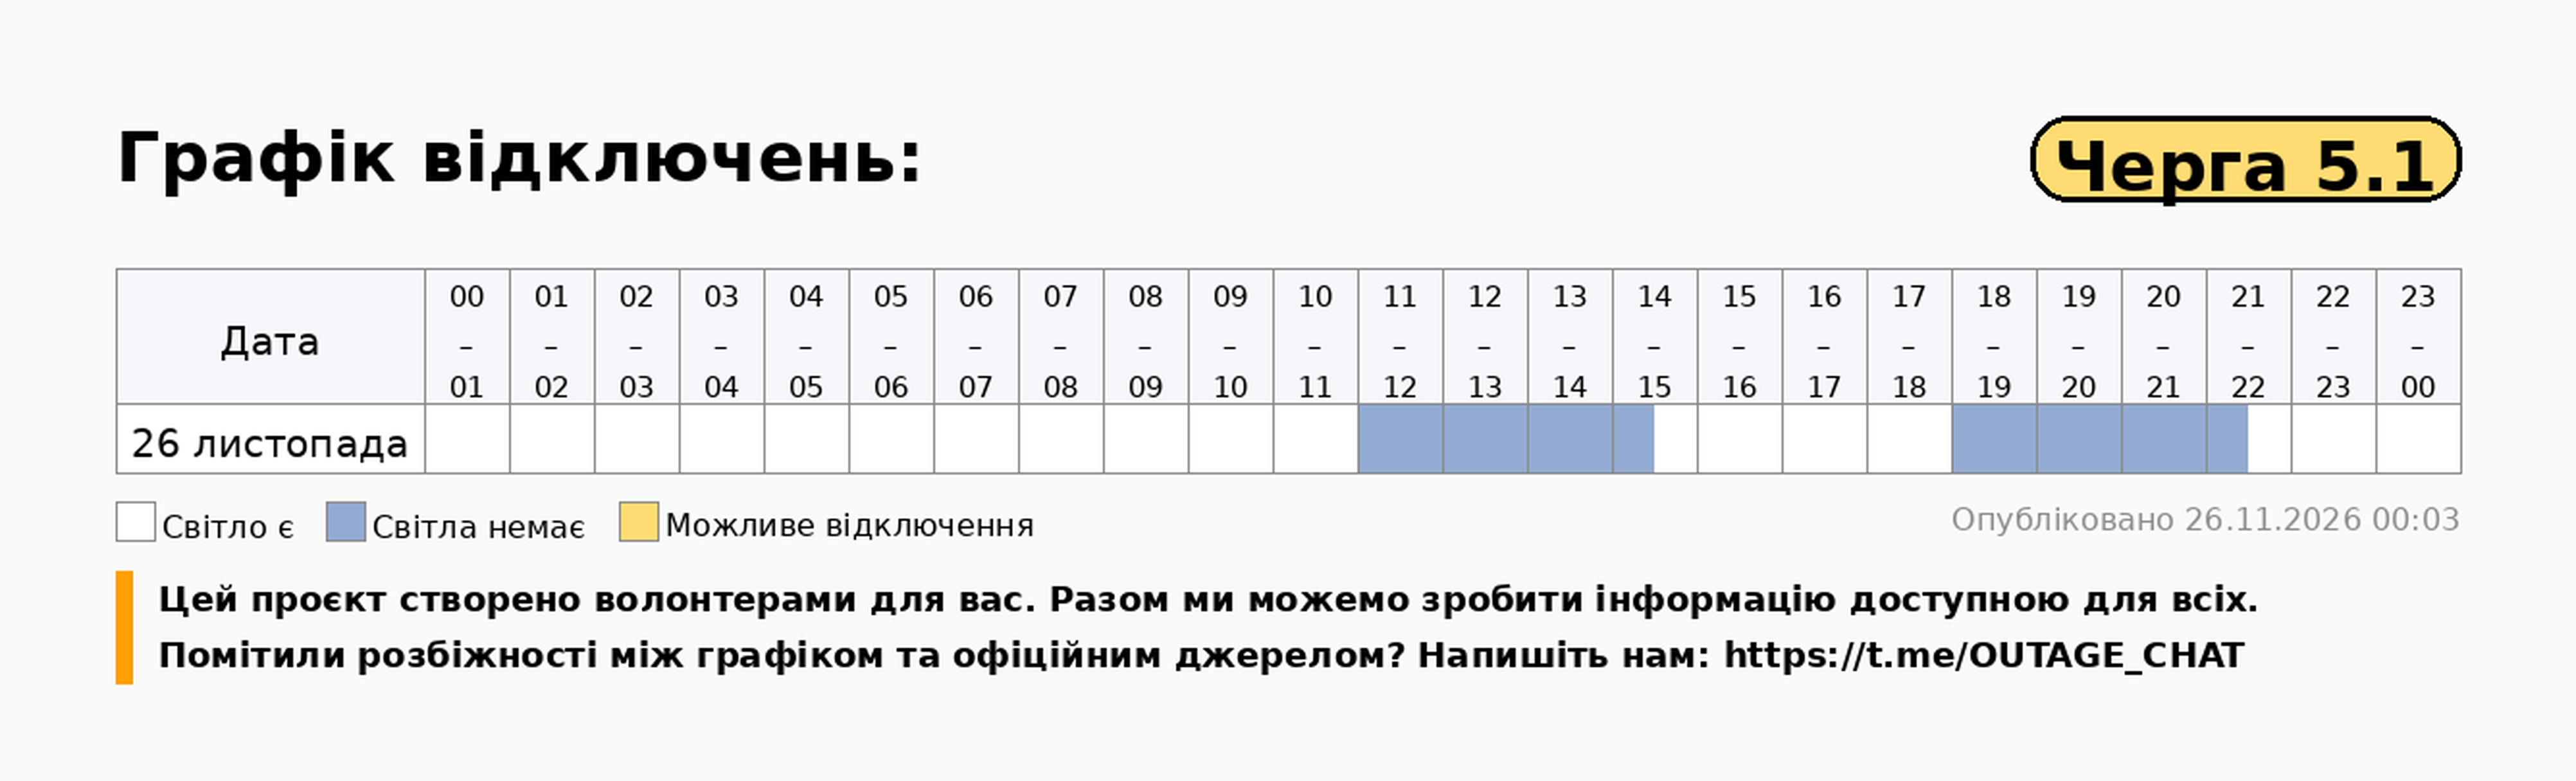 Графік відключень:
Черга 5.1
Дата
00 – 01
01 – 02
02 – 03
03 – 04
04 – 05
05 – 06
06 – 07
07 – 08
08 – 09
09 – 10
10 – 11
11 – 12
12 – 13
13 – 14
14 – 15
15 – 16
16 – 17
17 – 18
18 – 19
19 – 20
20 – 21
21 – 22
22 – 23
23 – 00
26 листопада
Світло є
Світла немає
Можливе відключення
Опубліковано 26.11.2026 00:03
Цей проєкт створено волонтерами для вас. Разом ми можемо зробити інформацію доступною для всіх.
Помітили розбіжності між графіком та офіційним джерелом? Напишіть нам: https://t.me/OUTAGE_CHAT